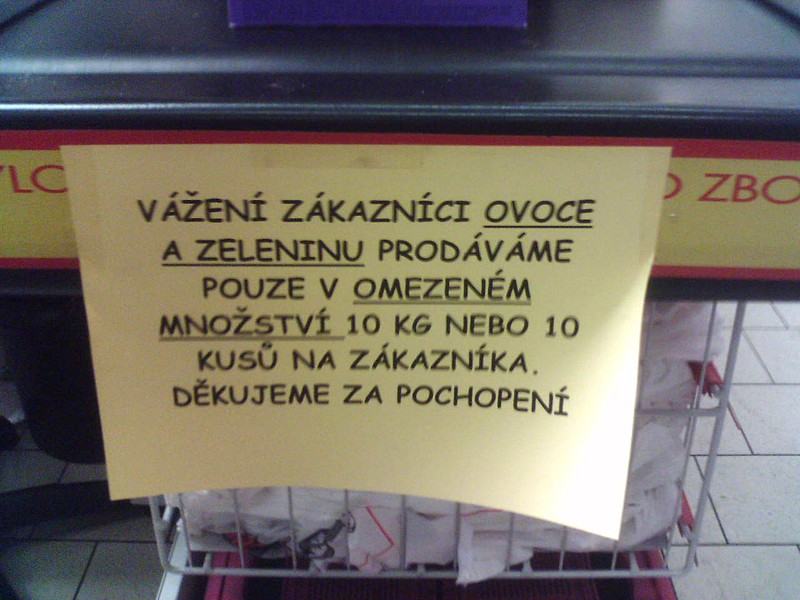 VÁŽENÍ ZÁKAZNÍCI OVOCE
A ZELENINU PRODÁVÁME
POUZE V OMEZENÉM
MNOŽSTVÍ 10 KG NEBO 10
KUSŮ NA ZÁKAZNÍKA.
DĚKUJEME ZA POCHOPENÍ